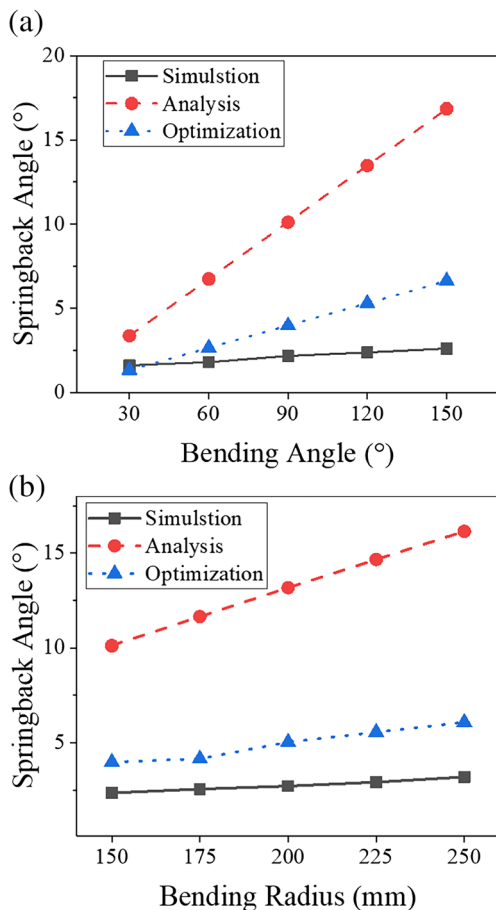 (a)
20
15
10
5
0
Springback Angle (°)
Simulstion
Analysis
Optimization
30 60 90 120 150
Bending Angle (°)
(b)
15
10
5
Springback Angle (°)
Simulstion
Analysis
Optimization
150 175 200 225 250
Bending Radius (mm)